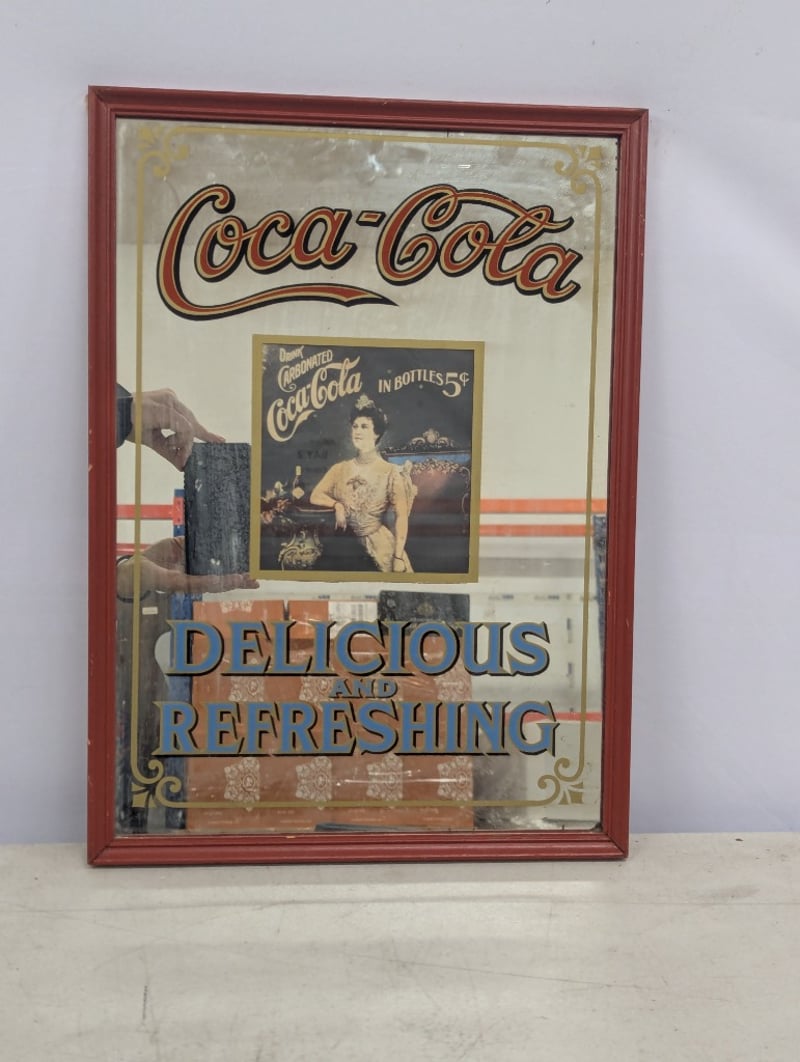 Coca-Cola
DRINK
CARBONATED
Coca-Cola
IN BOTTLES 5¢
DELICIOUS
AND
REFRESHING